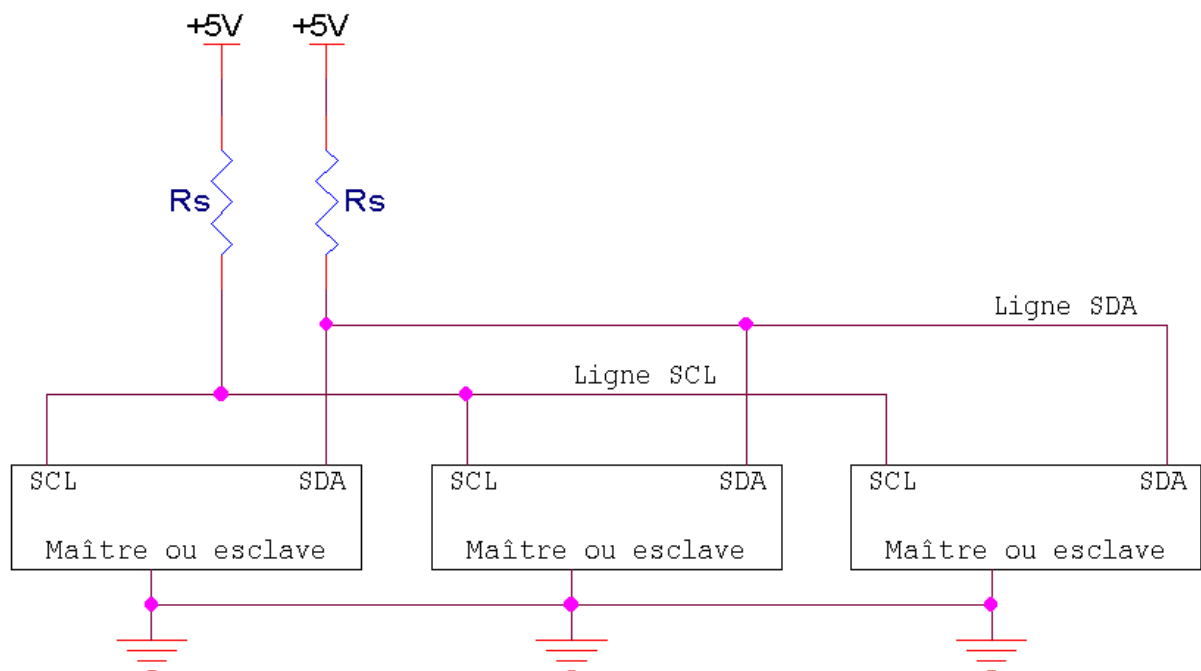 +5V +5V
Rs Rs
Ligne SDA
Ligne SCL
SCL SDA SCL SDA SCL SDA
Maître ou esclave Maître ou esclave Maître ou esclave